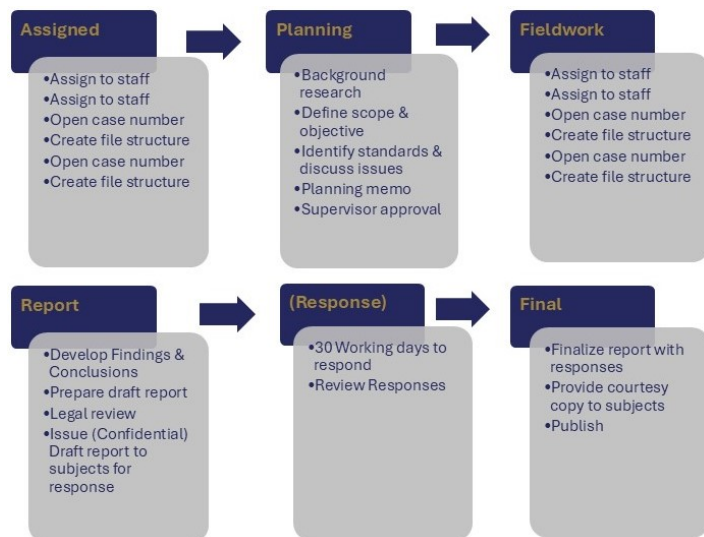 Assigned
•Assign to staff
•Assign to staff
•Open case number
•Create file structure
•Open case number
•Create file structure
Planning
•Background
research
•Define scope &
objective
•Identify standards &
discuss issues
•Planning memo
•Supervisor approval
Fieldwork
•Assign to staff
•Assign to staff
•Open case number
•Create file structure
•Open case number
•Create file structure
Report
•Develop Findings &
Conclusions
•Prepare draft report
•Legal review
•Issue (Confidential)
Draft report to
subjects for
response
(Response)
•30 Working days to
respond
•Review Responses
Final
•Finalize report with
responses
•Provide courtesy
copy to subjects
•Publish